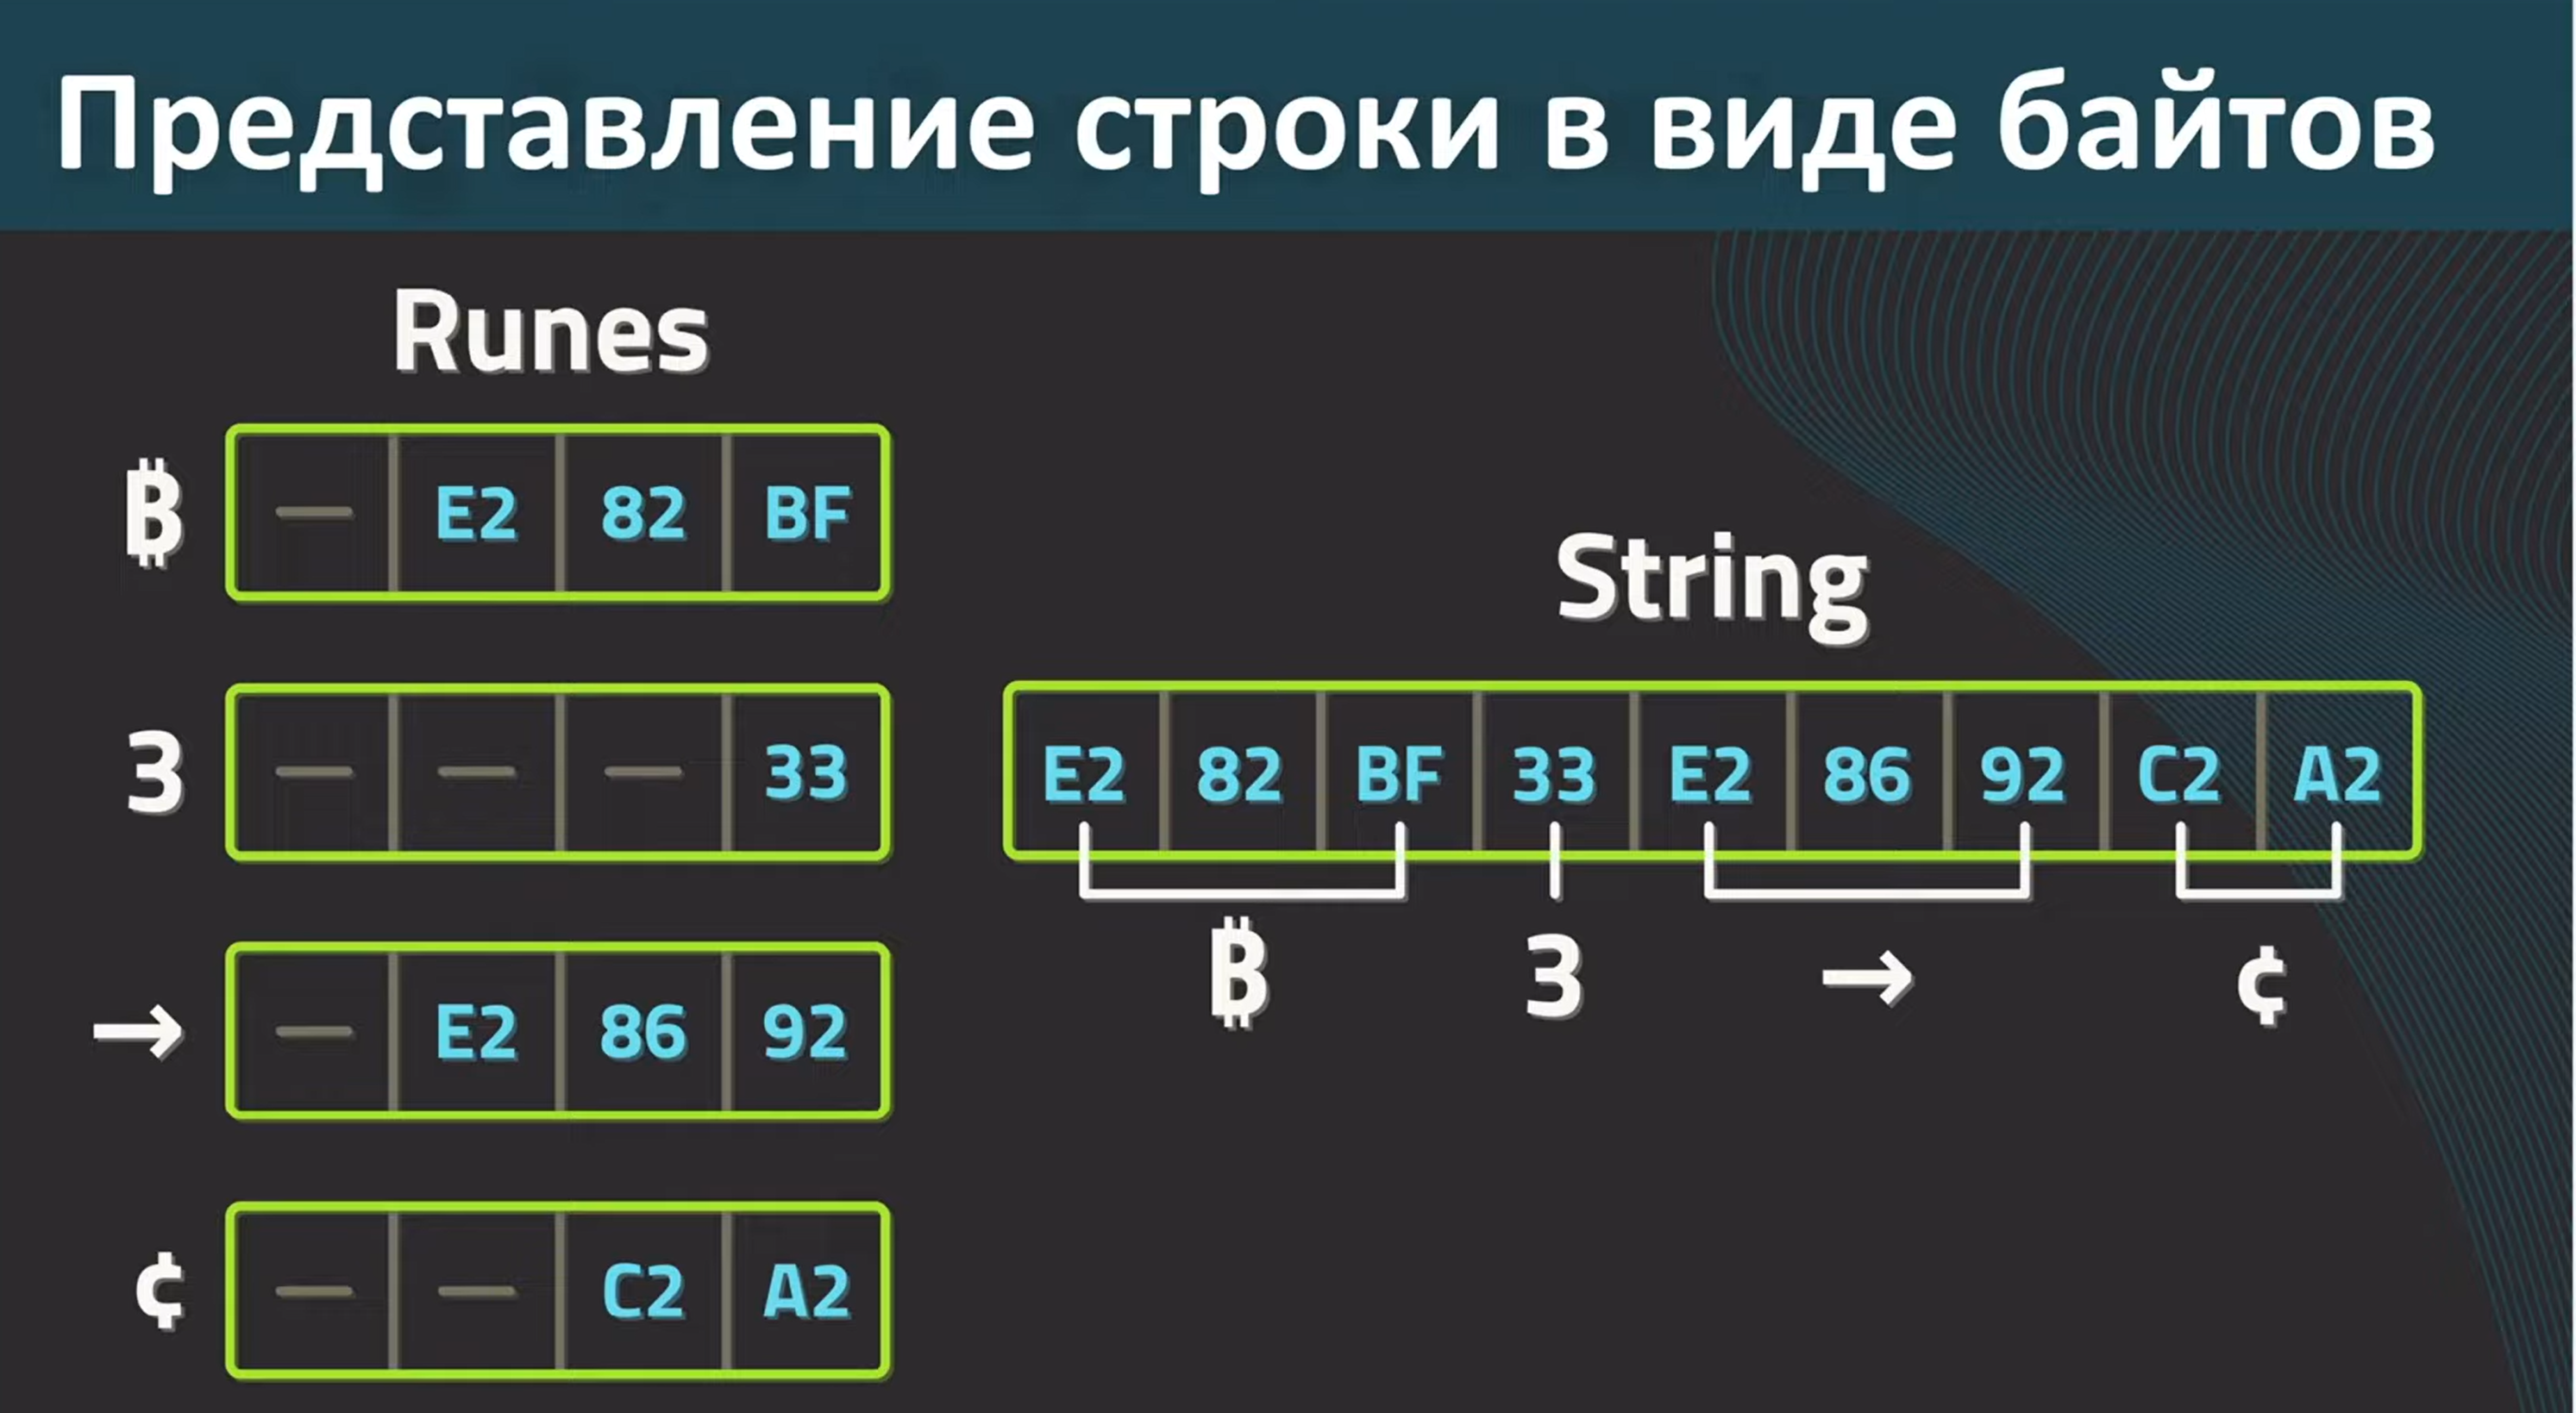 Представление строки в виде байтов
Runes
₿ — E2 82 BF
3 — — — 33
→ — E2 86 92
¢ — — C2 A2
String
E2 82 BF 33 E2 86 92 C2 A2
₿ 3 → ¢